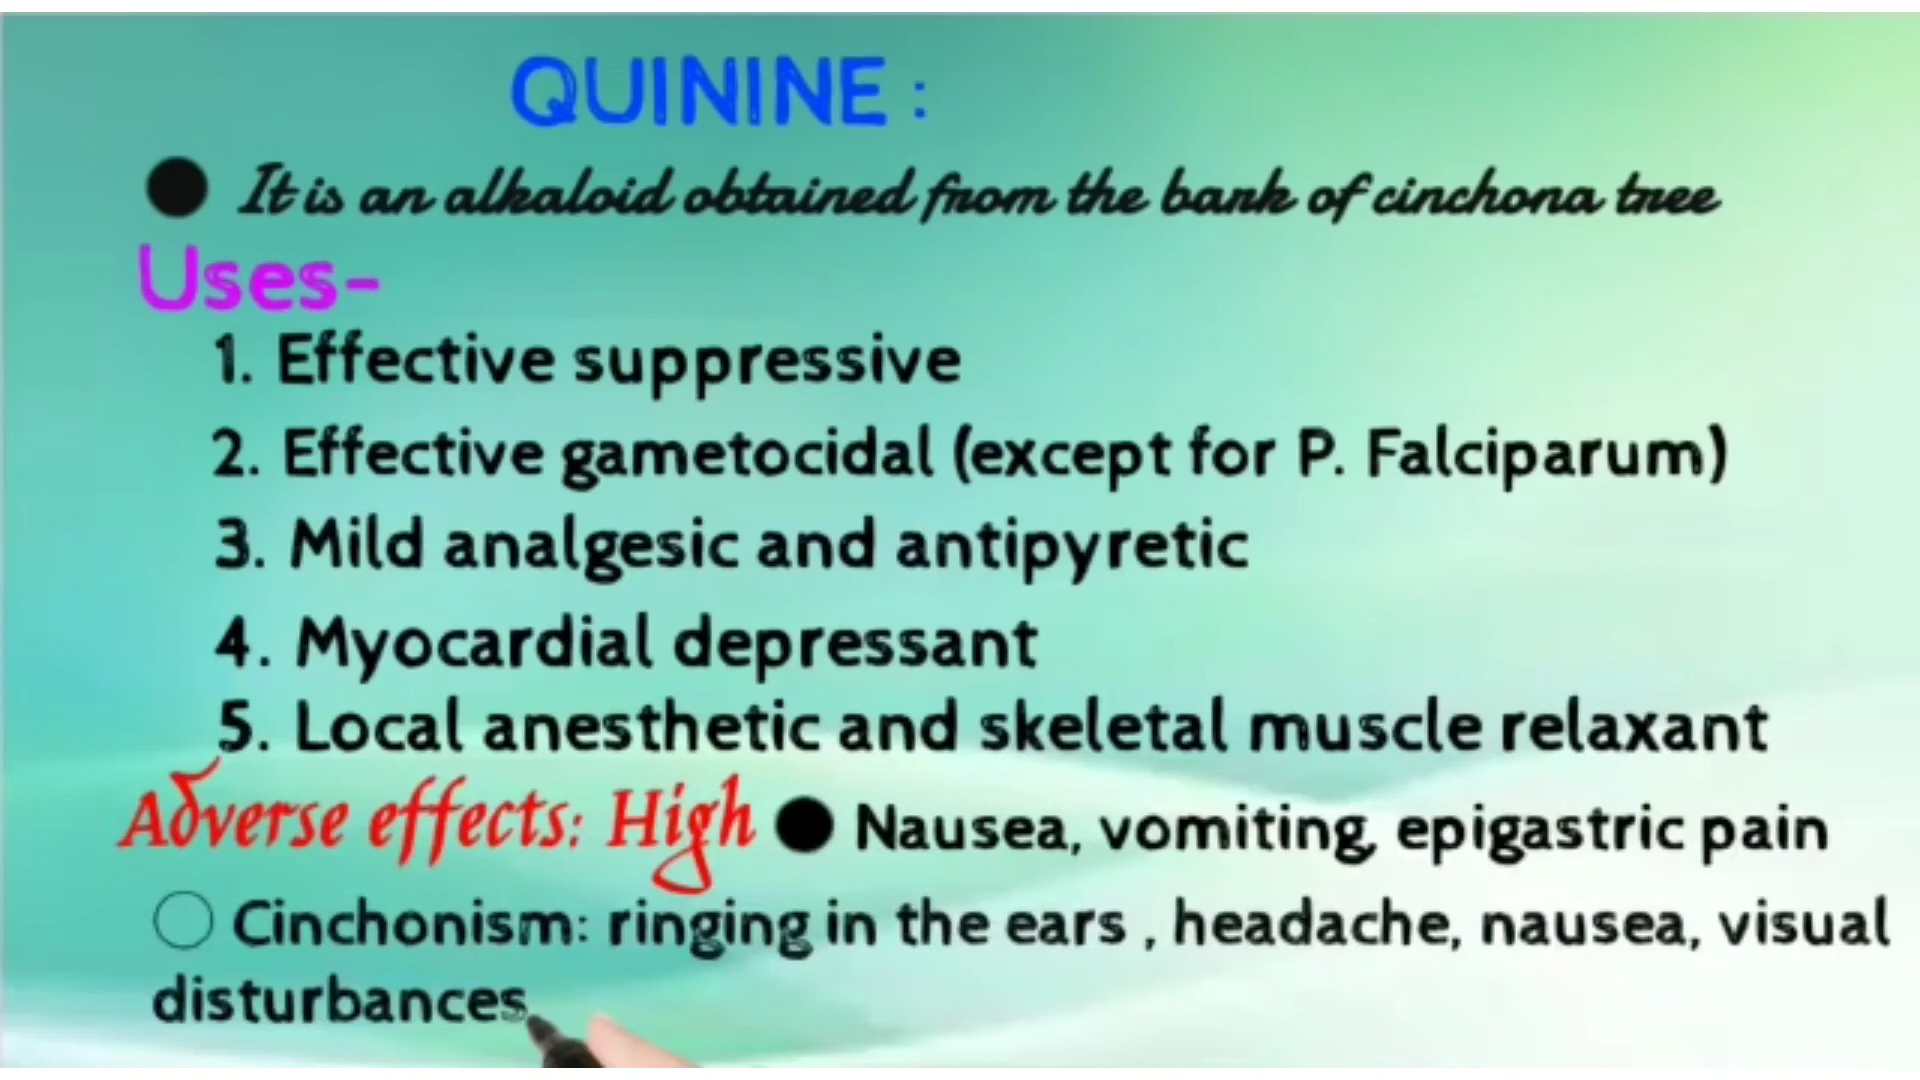 QUININE :
● It is an alkaloid obtained from the bark of cinchona tree
Uses-
1. Effective suppressive
2. Effective gametocidal (except for P. Falciparum)
3. Mild analgesic and antipyretic
4. Myocardial depressant
5. Local anesthetic and skeletal muscle relaxant
Adverse effects: High ● Nausea, vomiting, epigastric pain
○ Cinchonism: ringing in the ears , headache, nausea, visual
disturbances